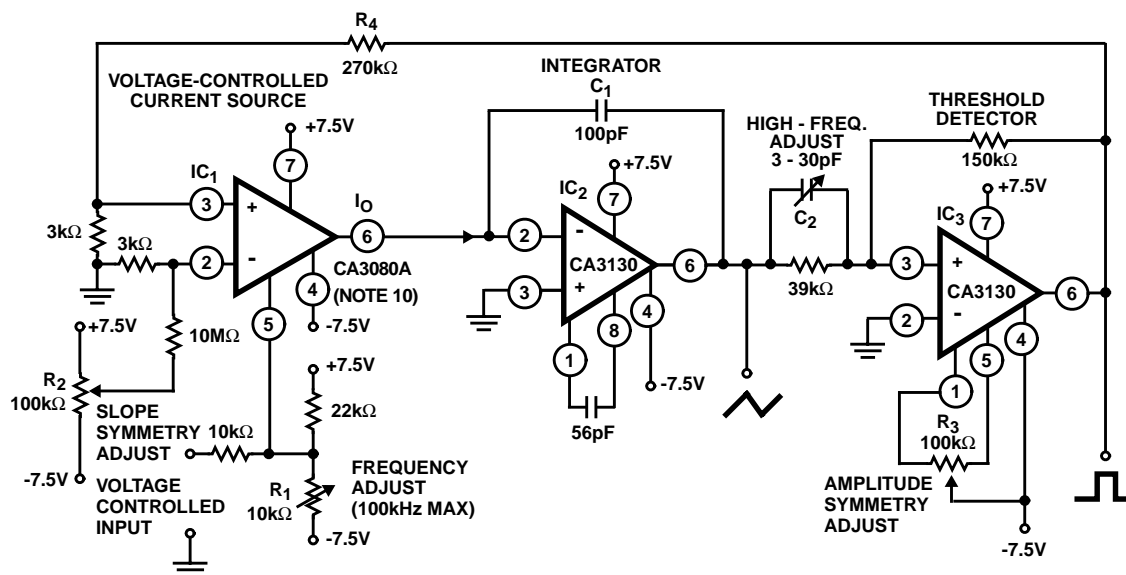 R4
270kΩ
VOLTAGE-CONTROLLED
CURRENT SOURCE
+7.5V
7
IC1
3
+
3kΩ
3kΩ
2
-
IO
6
CA3080A
(NOTE 10)
4
-7.5V
5
+7.5V
10MΩ
R2
100kΩ
-7.5V
SLOPE
SYMMETRY
ADJUST
10kΩ
VOLTAGE
CONTROLLED
INPUT
+7.5V
22kΩ
R1
10kΩ
FREQUENCY
ADJUST
(100kHz MAX)
-7.5V
INTEGRATOR
C1
100pF
+7.5V
IC2
7
2
-
CA3130
6
3
+
1
8
4
-7.5V
56pF
HIGH - FREQ.
ADJUST
3 - 30pF
C2
39kΩ
THRESHOLD
DETECTOR
150kΩ
+7.5V
IC3
7
3
+
CA3130
6
2
-
4
5
1
R3
100kΩ
AMPLITUDE
SYMMETRY
ADJUST
-7.5V